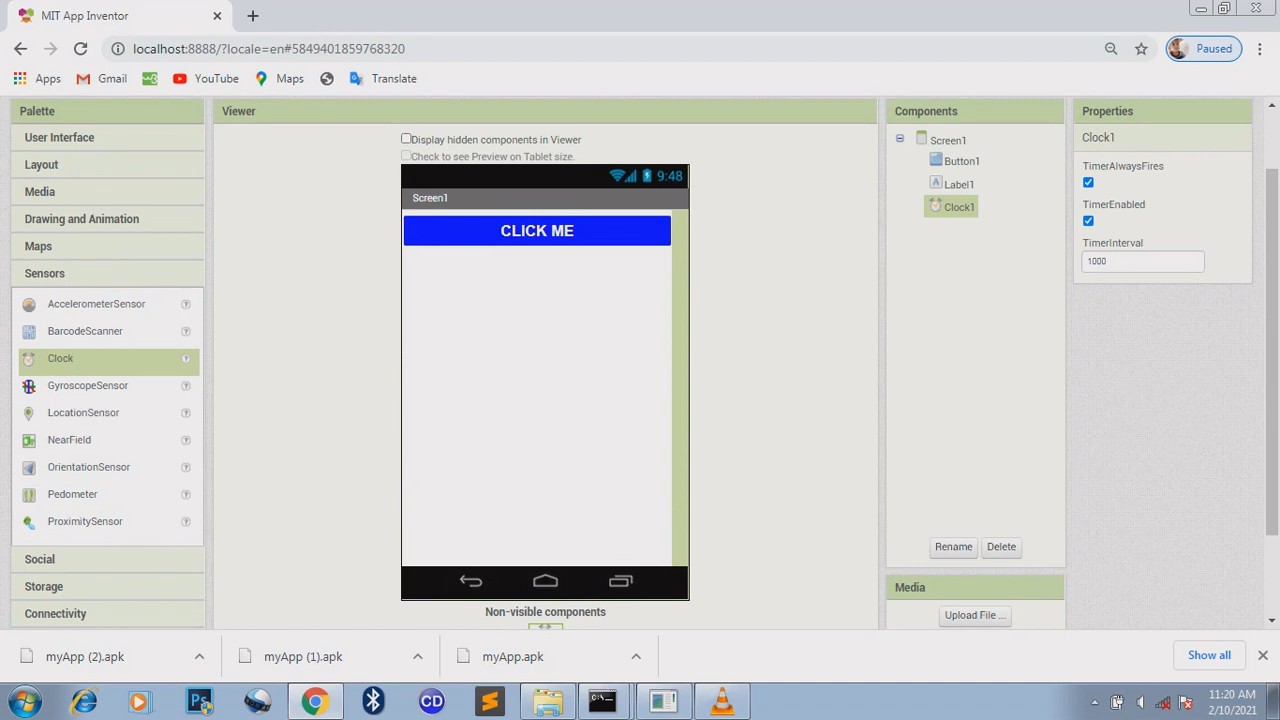 MIT App Inventor
localhost:8888/?locale=en#5849401859768320
Paused
Apps
Gmail
YouTube
Maps
Translate
Palette
User Interface
Layout
Media
Drawing and Animation
Maps
Sensors
AccelerometerSensor
BarcodeScanner
Clock
GyroscopeSensor
LocationSensor
NearField
OrientationSensor
Pedometer
ProximitySensor
Social
Storage
Connectivity
Viewer
Display hidden components in Viewer
Check to see Preview on Tablet size.
9:48
Screen1
CLICK ME
Non-visible components
Components
Screen1
Button1
Label1
Clock1
Rename
Delete
Media
Upload File ...
Properties
Clock1
TimerAlwaysFires
TimerEnabled
TimerInterval
1000
myApp (2).apk
myApp (1).apk
myApp.apk
Show all
Ps
CD
C:\
11:20 AM
2/10/2021